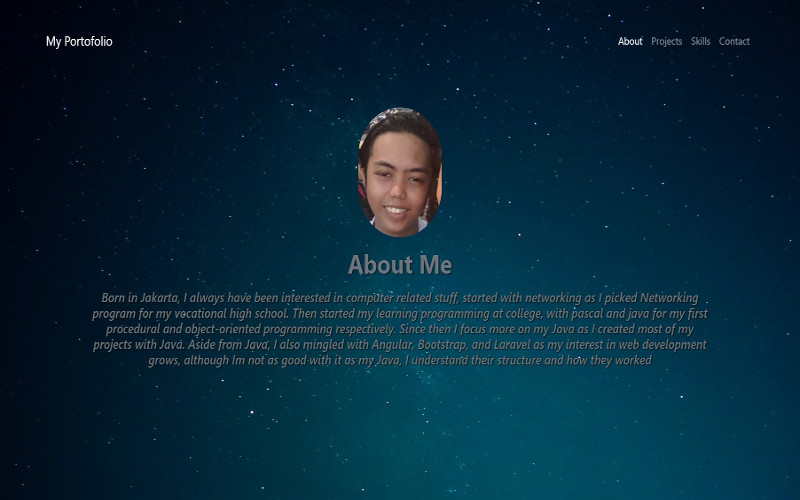 My Portofolio
About Projects Skills Contact
About Me
Born in Jakarta, I always have been interested in computer related stuff, started with networking as I picked Networking
program for my vocational high school. Then started my learning programming at college, with pascal and java for my first
procedural and object-oriented programming respectively. Since then I focus more on my Java as I created most of my
projects with Java. Aside from Java, I also mingled with Angular, Bootstrap, and Laravel as my interest in web development
grows, although Im not as good with it as my Java, I understand their structure and how they worked